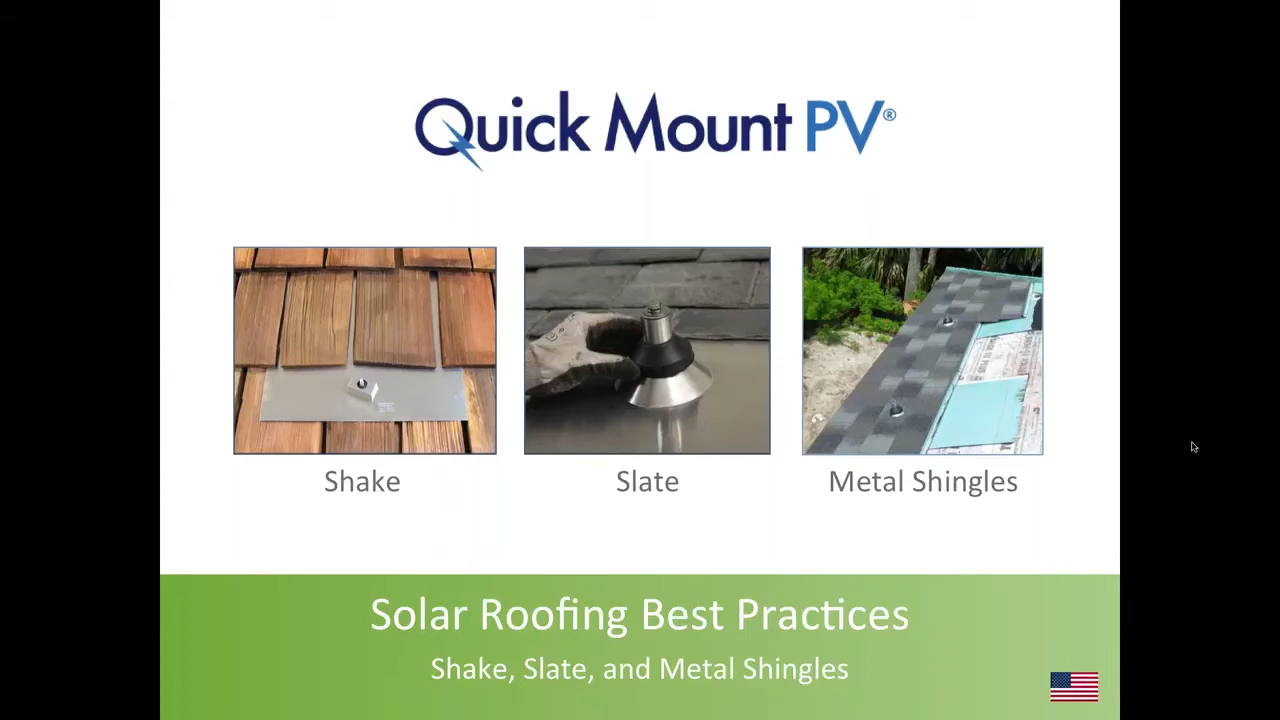 Quick Mount PV®
Shake
Slate
Metal Shingles
Solar Roofing Best Practices
Shake, Slate, and Metal Shingles